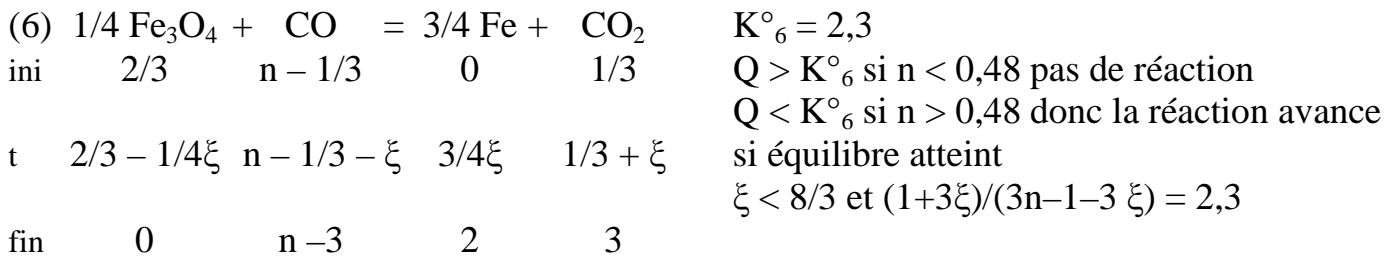 (6) 1/4 Fe₃O₄ + CO = 3/4 Fe + CO₂ K°₆ = 2,3
ini 2/3 n – 1/3 0 1/3 Q > K°₆ si n < 0,48 pas de réaction
Q < K°₆ si n > 0,48 donc la réaction avance
t 2/3 – 1/4ξ n – 1/3 – ξ 3/4ξ 1/3 + ξ si équilibre atteint
ξ < 8/3 et (1+3ξ)/(3n–1–3 ξ) = 2,3
fin 0 n –3 2 3